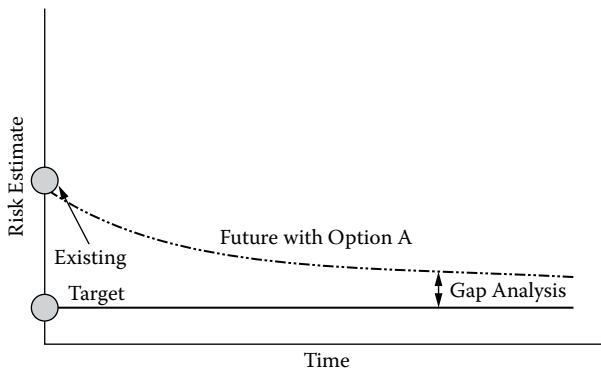 Risk Estimate
Future with Option A
Existing
Target
Gap Analysis
Time